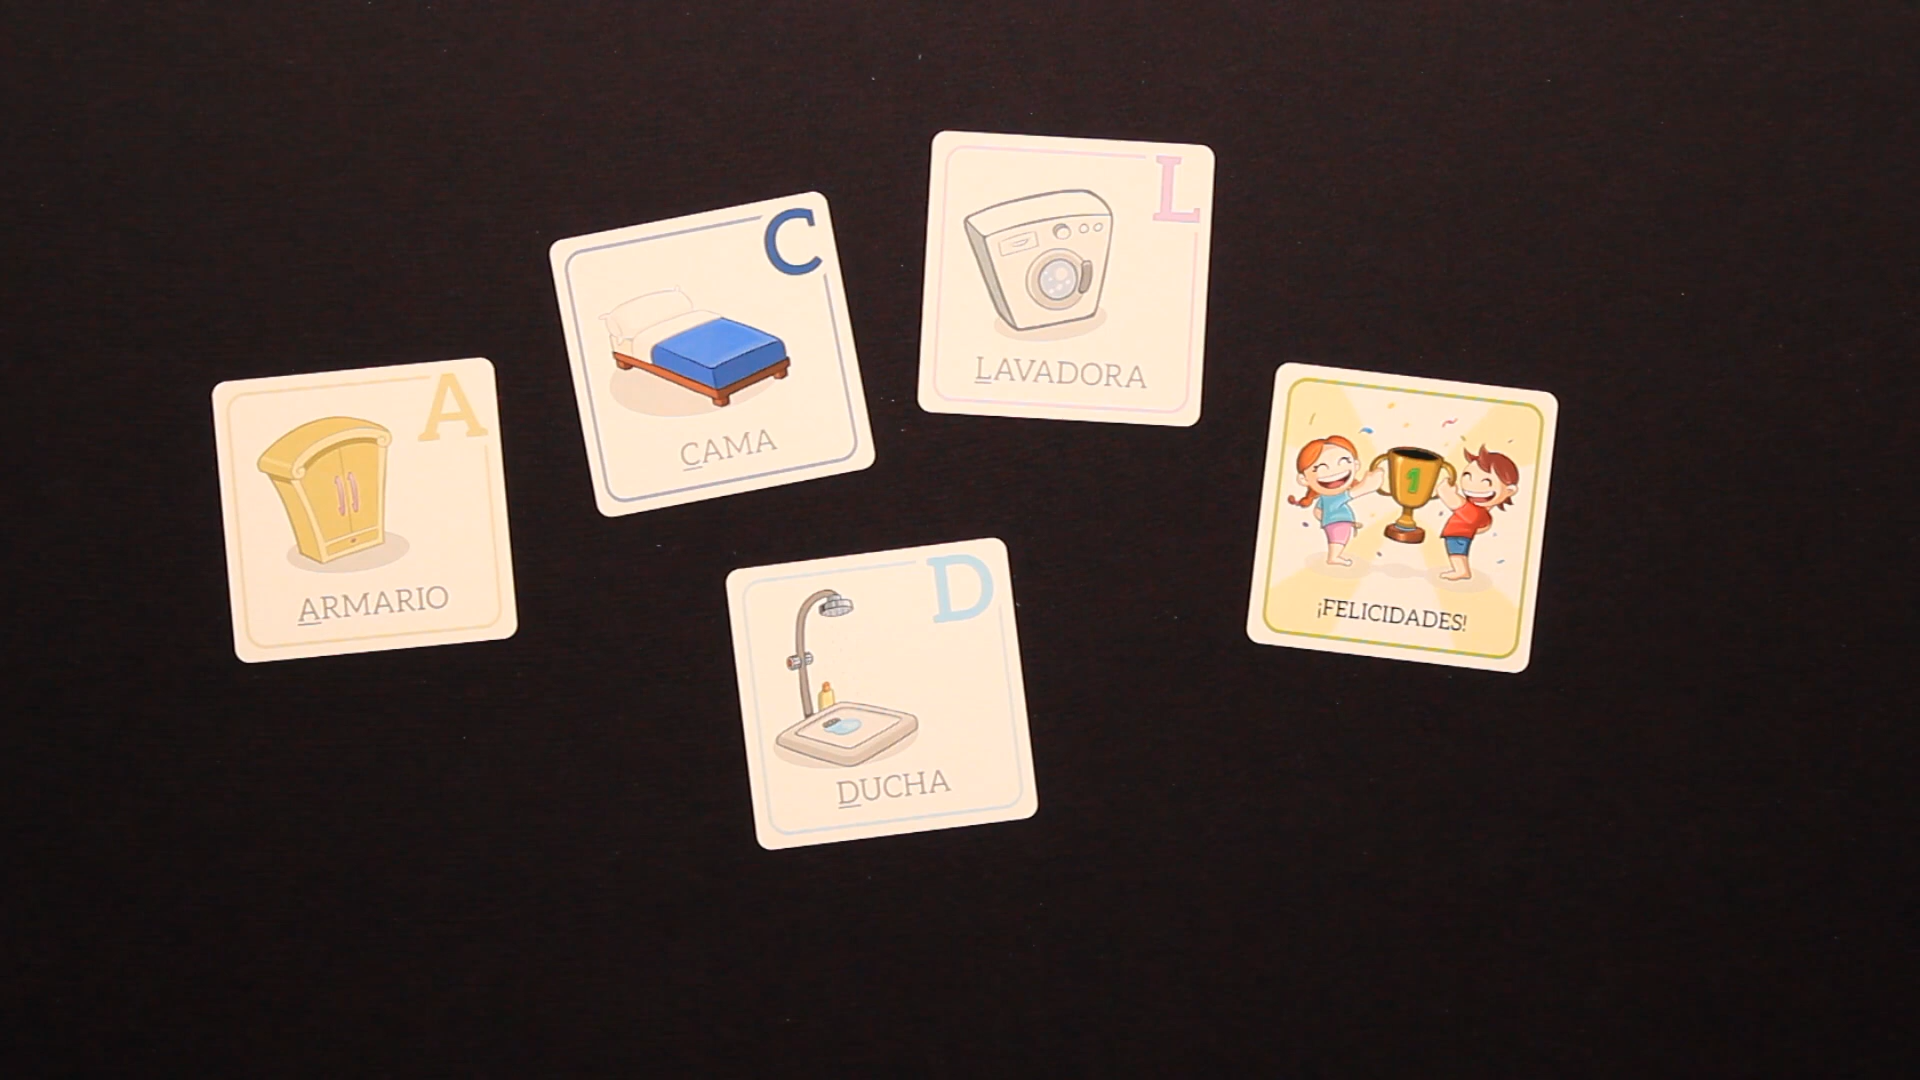 A
ARMARIO
C
CAMA
L
LAVADORA
D
DUCHA
1
¡FELICIDADES!